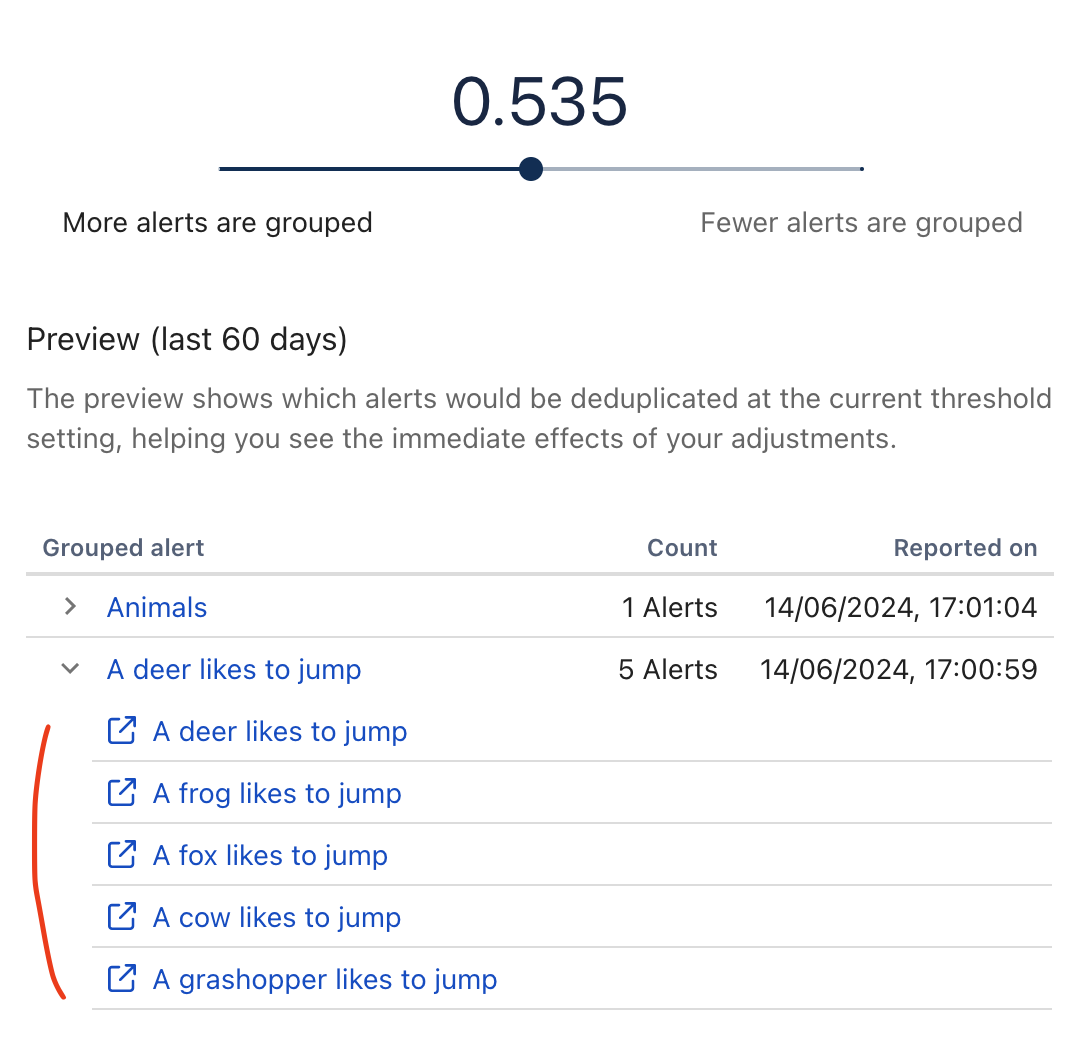 0.535
More alerts are grouped
Fewer alerts are grouped
Preview (last 60 days)
The preview shows which alerts would be deduplicated at the current threshold
setting, helping you see the immediate effects of your adjustments.
Grouped alert Count Reported on
Animals 1 Alerts 14/06/2024, 17:01:04
A deer likes to jump 5 Alerts 14/06/2024, 17:00:59
A deer likes to jump
A frog likes to jump
A fox likes to jump
A cow likes to jump
A grashopper likes to jump